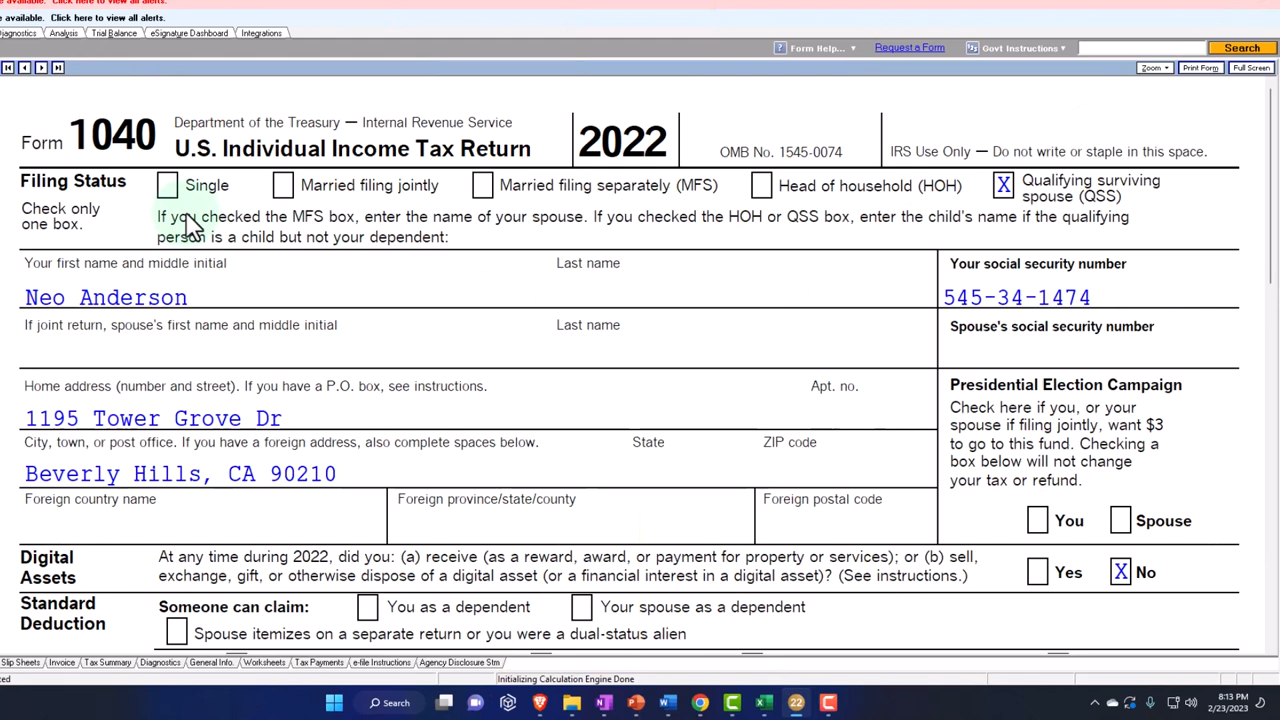 e available. Click here to view all alerts.
Diagnostics Analysis Trial Balance eSignature Dashboard Integrations
? Form Help... Request a Form Govt Instructions Search
Zoom Print Form Full Screen
Form 1040 Department of the Treasury — Internal Revenue Service
U.S. Individual Income Tax Return 2022 OMB No. 1545-0074 IRS Use Only — Do not write or staple in this space.
Filing Status Single Married filing jointly Married filing separately (MFS) Head of household (HOH) X Qualifying surviving
spouse (QSS)
Check only
one box.
If you checked the MFS box, enter the name of your spouse. If you checked the HOH or QSS box, enter the child's name if the qualifying
person is a child but not your dependent:
Your first name and middle initial Last name Your social security number
Neo Anderson 545-34-1474
If joint return, spouse's first name and middle initial Last name Spouse's social security number
Home address (number and street). If you have a P.O. box, see instructions. Apt. no.
1195 Tower Grove Dr
City, town, or post office. If you have a foreign address, also complete spaces below. State ZIP code
Beverly Hills, CA 90210
Foreign country name Foreign province/state/county Foreign postal code
Presidential Election Campaign
Check here if you, or your
spouse if filing jointly, want $3
to go to this fund. Checking a
box below will not change
your tax or refund.
You Spouse
Digital
Assets
At any time during 2022, did you: (a) receive (as a reward, award, or payment for property or services); or (b) sell,
exchange, gift, or otherwise dispose of a digital asset (or a financial interest in a digital asset)? (See instructions.)
Yes X No
Standard
Deduction
Someone can claim: You as a dependent Your spouse as a dependent
Spouse itemizes on a separate return or you were a dual-status alien
Slip Sheets Invoice Tax Summary Diagnostics General Info. Worksheets Tax Payments e-file Instructions Agency Disclosure Stm
Initializing Calculation Engine Done
Search
22
8:13 PM
2/23/2023